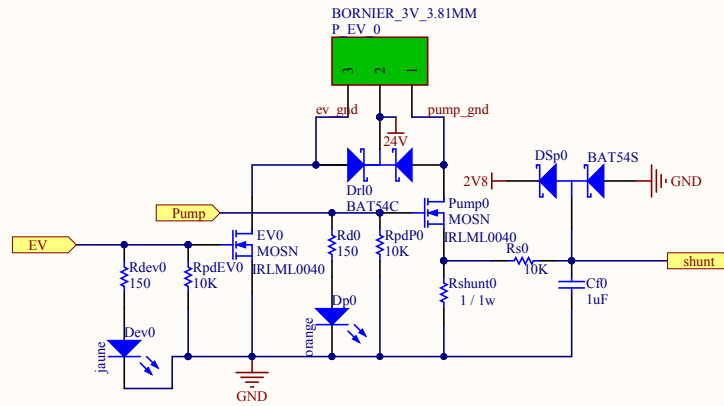 BORNIER_3V_3.81MM
P_EV_0
3
2
1
ev_gnd
pump_gnd
24V
Drl0
BAT54C
DSp0
BAT54S
2V8
GND
Pump
Pump0
MOSN
IRLML0040
EV
EV0
MOSN
IRLML0040
Rd0
150
RpdP0
10K
Rs0
10K
shunt
Rdev0
150
RpdEV0
10K
Rshunt0
1 / 1w
Cf0
1uF
Dev0
jaune
Dp0
orange
GND